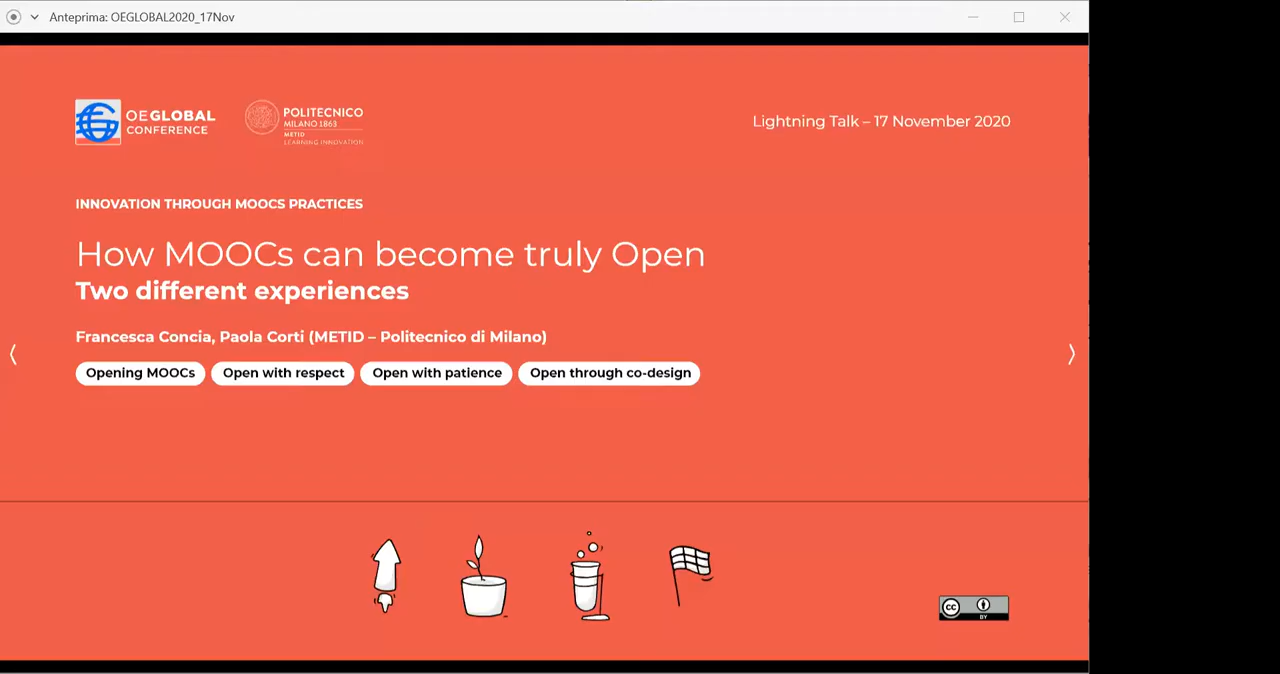 Anteprima: OEGLOBAL2020_17Nov
OEGLOBAL
CONFERENCE
POLITECNICO
MILANO 1863
METID
LEARNING INNOVATION
Lightning Talk – 17 November 2020
INNOVATION THROUGH MOOCS PRACTICES
How MOOCs can become truly Open
Two different experiences
Francesca Concia, Paola Corti (METID – Politecnico di Milano)
Opening MOOCs Open with respect Open with patience Open through co-design
cc
BY